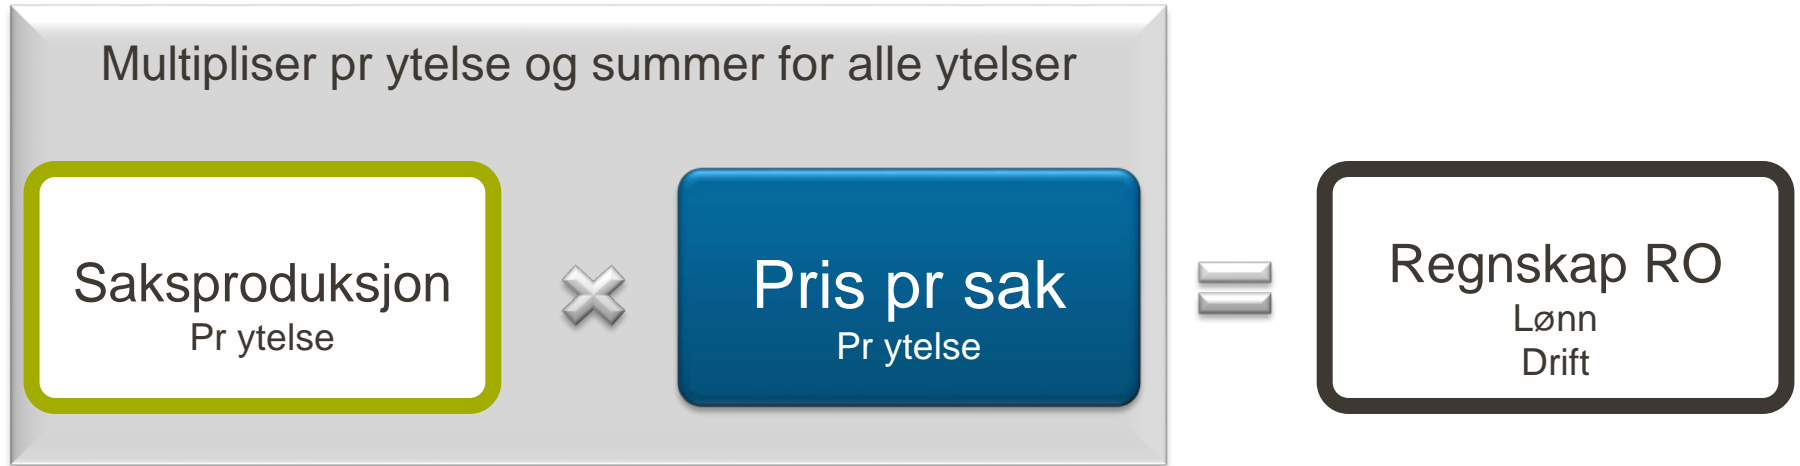 Multipliser pr ytelse og summer for alle ytelser
Saksproduksjon
Pr ytelse
Pris pr sak
Pr ytelse
Regnskap RO
Lønn
Drift